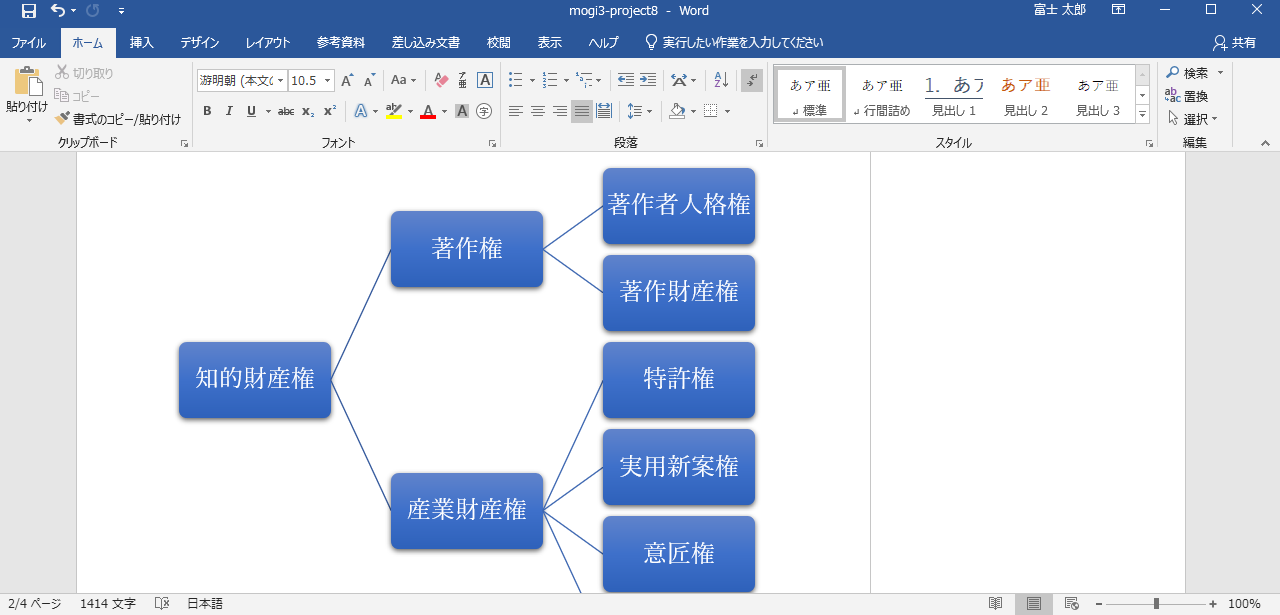 mogi3-project8 - Word
富士 太郎
ファイル ホーム 挿入 デザイン レイアウト 参考資料 差し込み文書 校閲 表示 ヘルプ 実行したい作業を入力してください 共有
貼り付け
切り取り
コピー
書式のコピー/貼り付け
クリップボード
游明朝 (本文の 10.5 A A Aa A
B I U abc x₂ x² A ab A A 字
フォント
段落
あア亜
標準
あア亜
行間詰め
1. あア
見出し 1
あア亜
見出し 2
あア亜
見出し 3
スタイル
検索
置換
選択
編集
著作者人格権
著作権
著作財産権
知的財産権
特許権
実用新案権
産業財産権
意匠権
2/4 ページ 1414 文字 日本語 100%